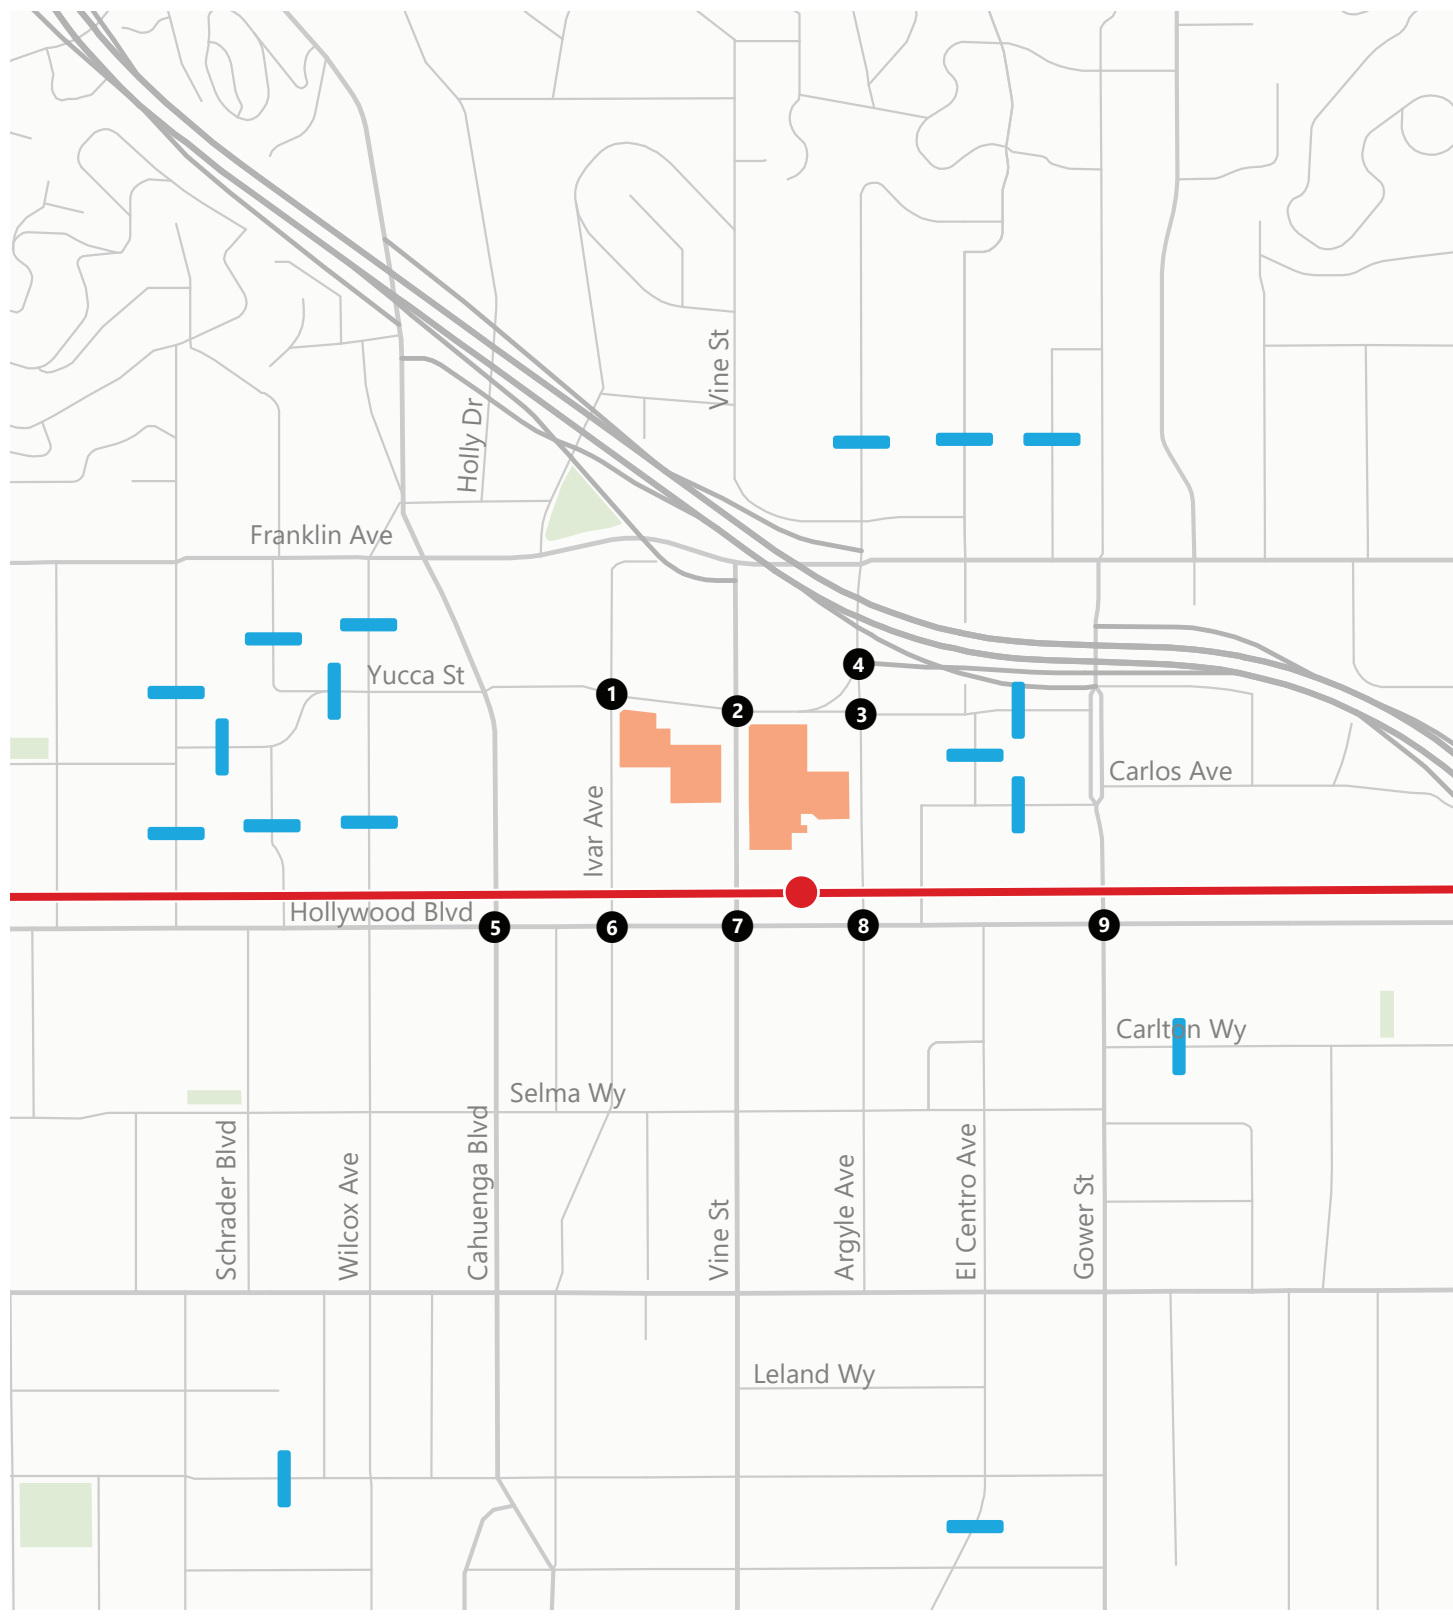 Vine St
Holly Dr
Franklin Ave
4
Yucca St
1
2
3
Carlos Ave
Ivar Ave
Hollywood Blvd
5
6
7
8
9
Carlton Wy
Selma Wy
Schrader Blvd
Wilcox Ave
Cahuenga Blvd
Vine St
Argyle Ave
El Centro Ave
Gower St
Leland Wy